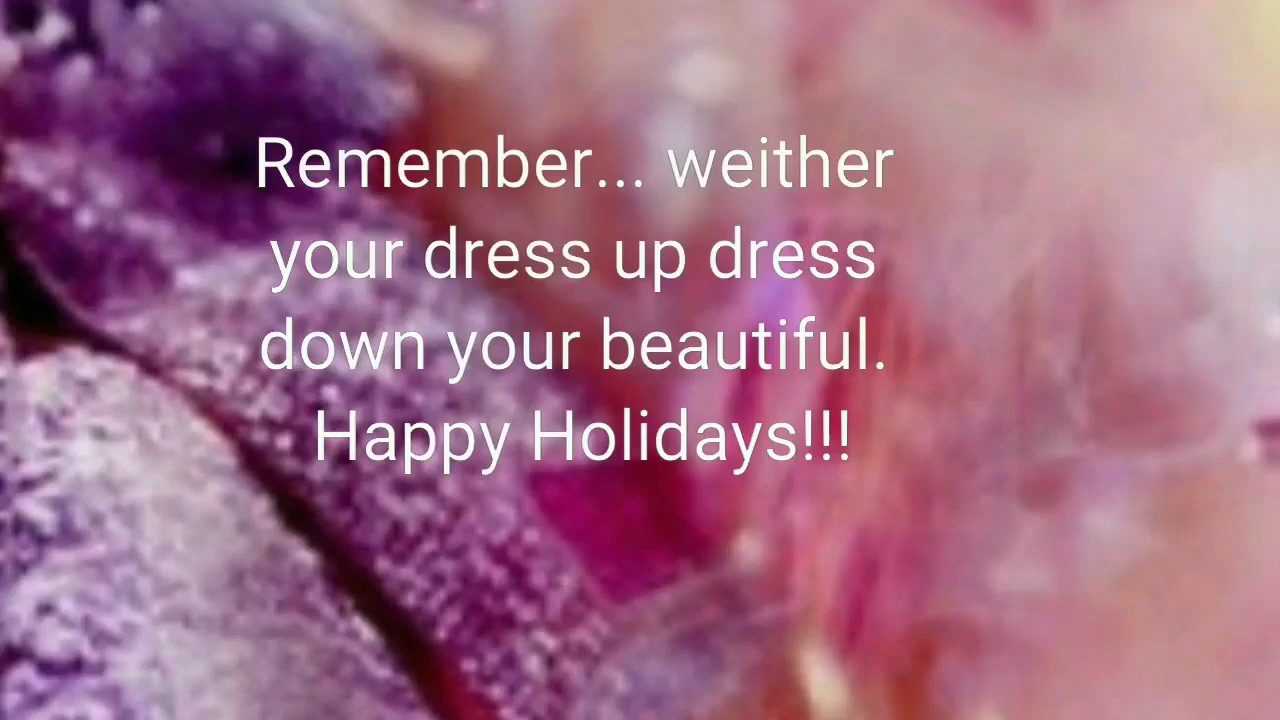 Remember... weither
your dress up dress
down your beautiful.
Happy Holidays!!!